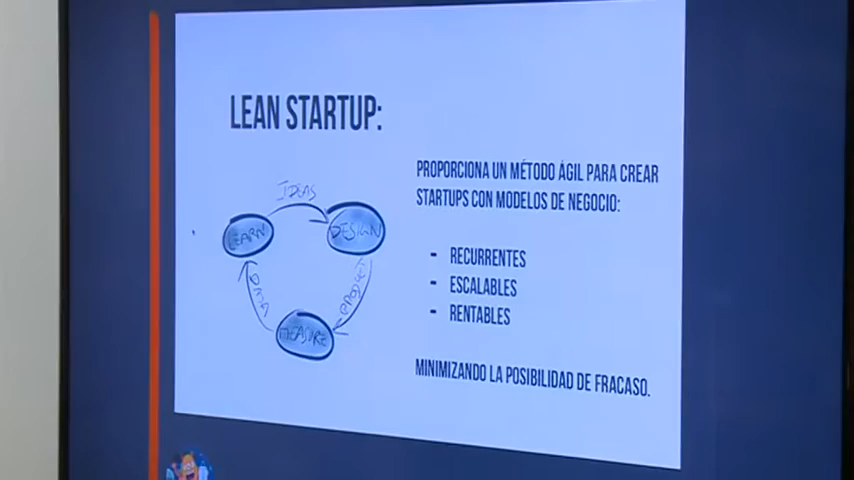 LEAN STARTUP:
PROPORCIONA UN MÉTODO ÁGIL PARA CREAR
STARTUPS CON MODELOS DE NEGOCIO:
- RECURRENTES
- ESCALABLES
- RENTABLES
MINIMIZANDO LA POSIBILIDAD DE FRACASO.
IDEAS
LEARN
DESIGN
DATA
PRODUCT
MEASURE